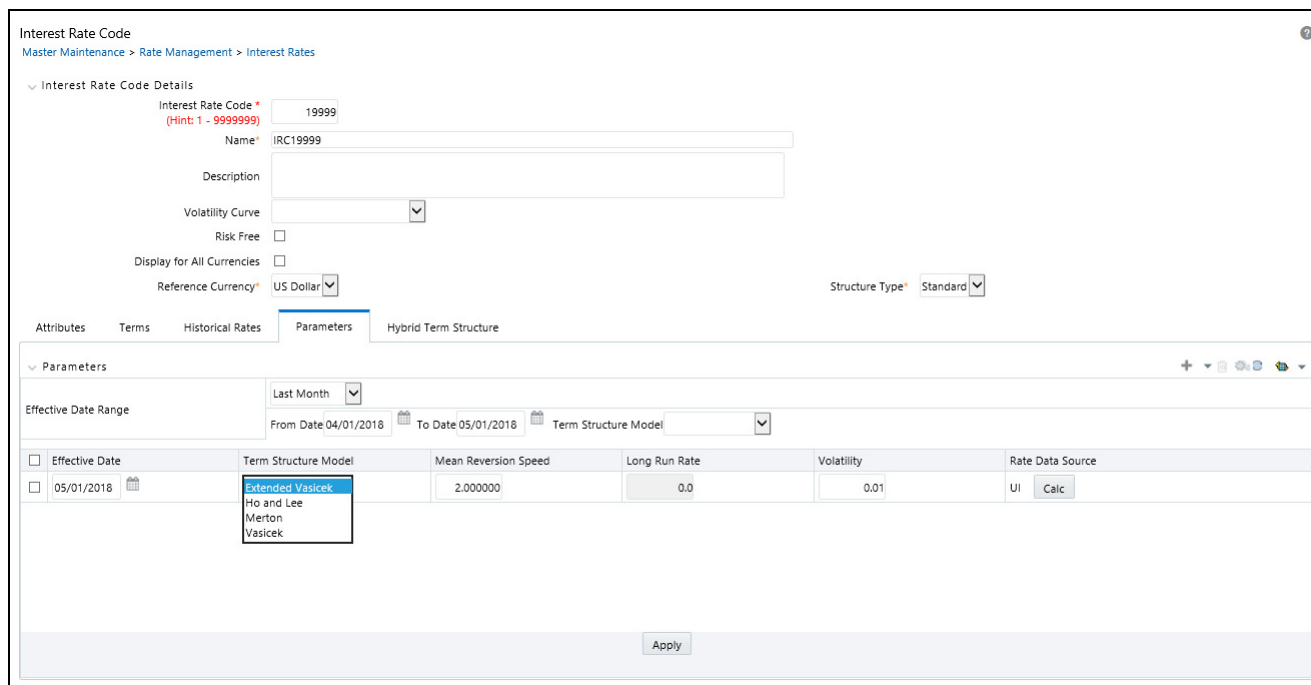 Interest Rate Code
Master Maintenance > Rate Management > Interest Rates
Interest Rate Code Details
Interest Rate Code * 19999
(Hint: 1 - 9999999)
Name* IRC19999
Description
Volatility Curve
Risk Free
Display for All Currencies
Reference Currency* US Dollar Structure Type* Standard
Attributes Terms Historical Rates Parameters Hybrid Term Structure
Parameters
Effective Date Range
Last Month
From Date 04/01/2018 To Date 05/01/2018 Term Structure Model
Effective Date Term Structure Model Mean Reversion Speed Long Run Rate Volatility Rate Data Source
05/01/2018 Extended Vasicek 2.000000 0.0 0.01 UI Calc
Ho and Lee
Merton
Vasicek
Apply